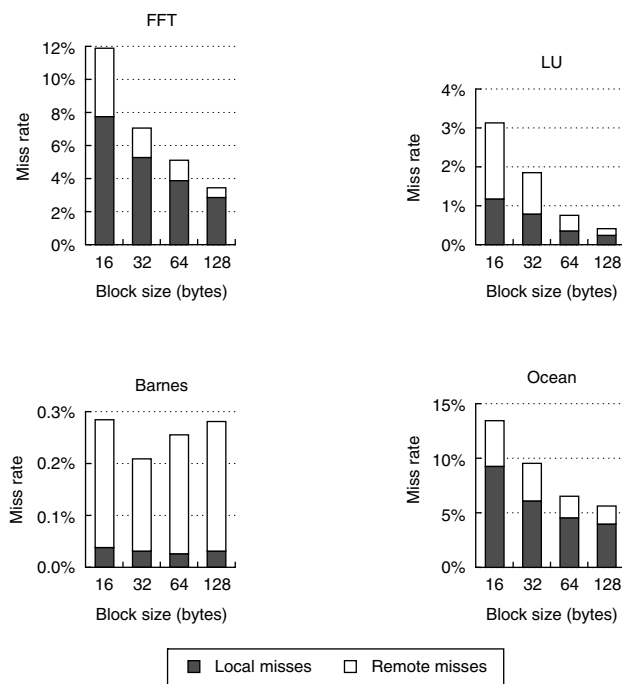 FFT
12%
10%
8%
6%
4%
2%
0%
Miss rate
16 32 64 128
Block size (bytes)
LU
4%
3%
2%
1%
0%
Miss rate
16 32 64 128
Block size (bytes)
Barnes
0.3%
0.2%
0.1%
0.0%
Miss rate
16 32 64 128
Block size (bytes)
Ocean
15%
10%
5%
0%
Miss rate
16 32 64 128
Block size (bytes)
Local misses Remote misses